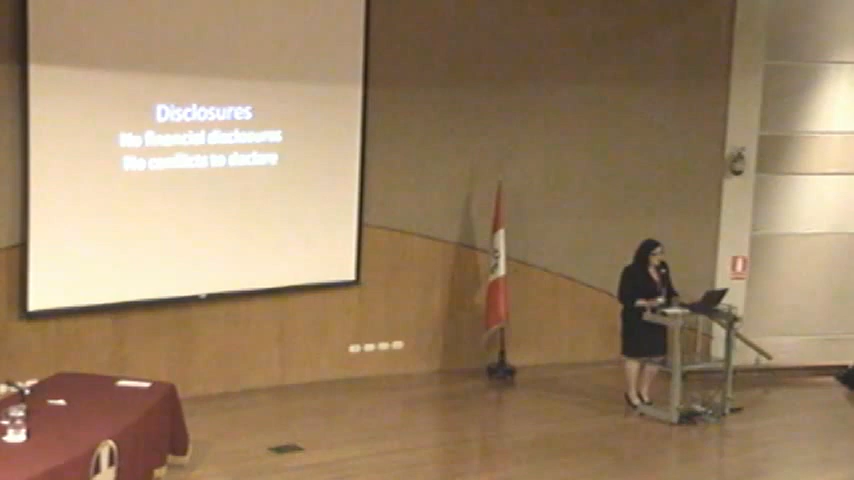 Disclosures
No financial disclosures
No conflicts to declare